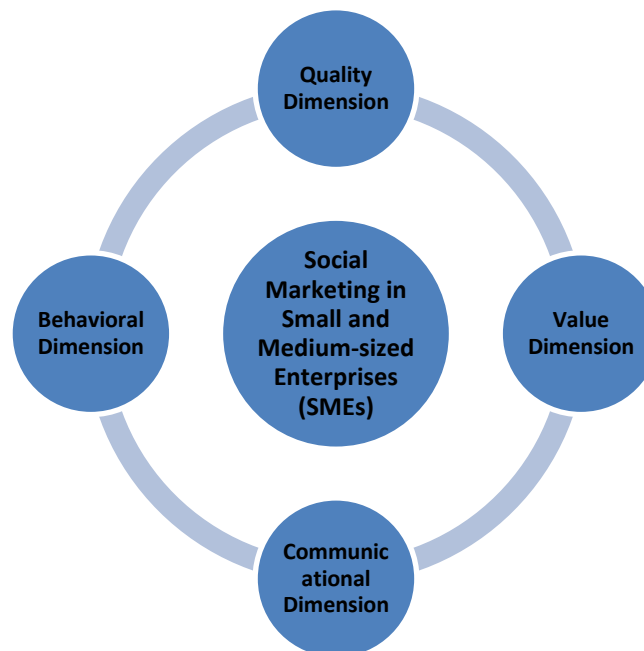 Quality
Dimension
Social
Marketing in
Small and
Medium-sized
Enterprises
(SMEs)
Behavioral
Dimension
Value
Dimension
Communic
ational
Dimension